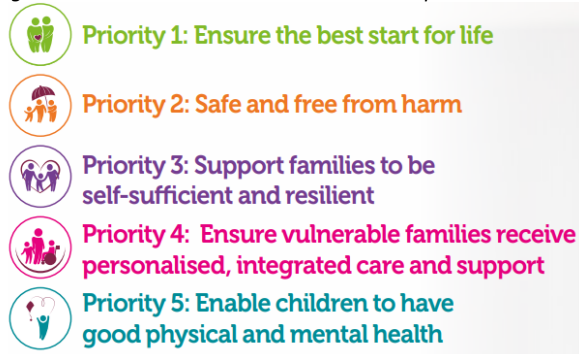 Priority 1: Ensure the best start for life
Priority 2: Safe and free from harm
Priority 3: Support families to be
self-sufficient and resilient
Priority 4:  Ensure vulnerable families receive
personalised, integrated care and support
Priority 5: Enable children to have
good physical and mental health